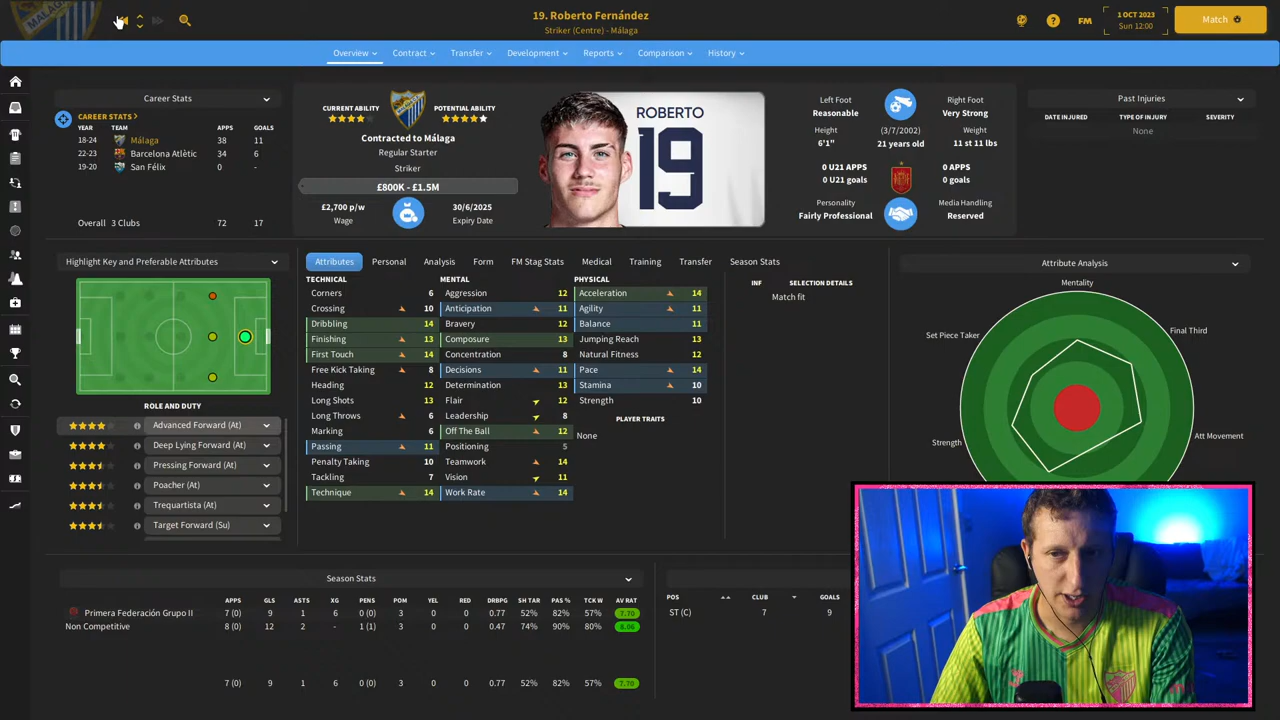 19. Roberto Fernández
Striker (Centre) - Málaga
FM
1 OCT 2023
Sun 12:00
Match
Overview
Contract
Transfer
Development
Reports
Comparison
History
Career Stats
CAREER STATS >
YEAR TEAM APPS GOALS
18-24 Málaga 38 11
22-23 Barcelona Atlètic 34 6
19-20 San Félix 0 -
Overall 3 Clubs 72 17
CURRENT ABILITY
POTENTIAL ABILITY
Contracted to Málaga
Regular Starter
Striker
£800K - £1.5M
£2,700 p/w
Wage
30/6/2025
Expiry Date
ROBERTO
19
Left Foot
Reasonable
Right Foot
Very Strong
Height
6'1"
(3/7/2002)
21 years old
Weight
11 st 11 lbs
0 U21 APPS
0 U21 goals
0 APPS
0 goals
Personality
Fairly Professional
Media Handling
Reserved
Past Injuries
DATE INJURED TYPE OF INJURY SEVERITY
None
Highlight Key and Preferable Attributes
ROLE AND DUTY
Advanced Forward (At)
Deep Lying Forward (At)
Pressing Forward (At)
Poacher (At)
Trequartista (At)
Target Forward (Su)
Attributes
Personal
Analysis
Form
FM Stag Stats
Medical
Training
Transfer
Season Stats
TECHNICAL
Corners 6
Crossing 10
Dribbling 14
Finishing 13
First Touch 14
Free Kick Taking 8
Heading 12
Long Shots 13
Long Throws 6
Marking 6
Passing 11
Penalty Taking 10
Tackling 7
Technique 14
MENTAL
Aggression 12
Anticipation 11
Bravery 12
Composure 13
Concentration 8
Decisions 11
Determination 13
Flair 12
Leadership 8
Off The Ball 12
Positioning 5
Teamwork 14
Vision 11
Work Rate 14
PHYSICAL
Acceleration 14
Agility 11
Balance 11
Jumping Reach 13
Natural Fitness 12
Pace 14
Stamina 10
Strength 10
PLAYER TRAITS
None
INF SELECTION DETAILS
Match fit
Attribute Analysis
Mentality
Set Piece Taker
Final Third
Strength
Att Movement
Season Stats
APPS GLS ASTS XG PENS POM YEL RED DRBPG SH TAR PAS % TCK W AV RAT
Primera Federación Grupo II 7 (0) 9 1 6 0 (0) 3 0 0 0.77 52% 82% 57% 7.70
Non Competitive 8 (0) 12 2 - 1 (1) 3 0 0 0.47 74% 90% 80% 8.06
7 (0) 9 1 6 0 (0) 3 0 0 0.77 52% 82% 57% 7.70
POS CLUB GOALS
ST (C) 7 9